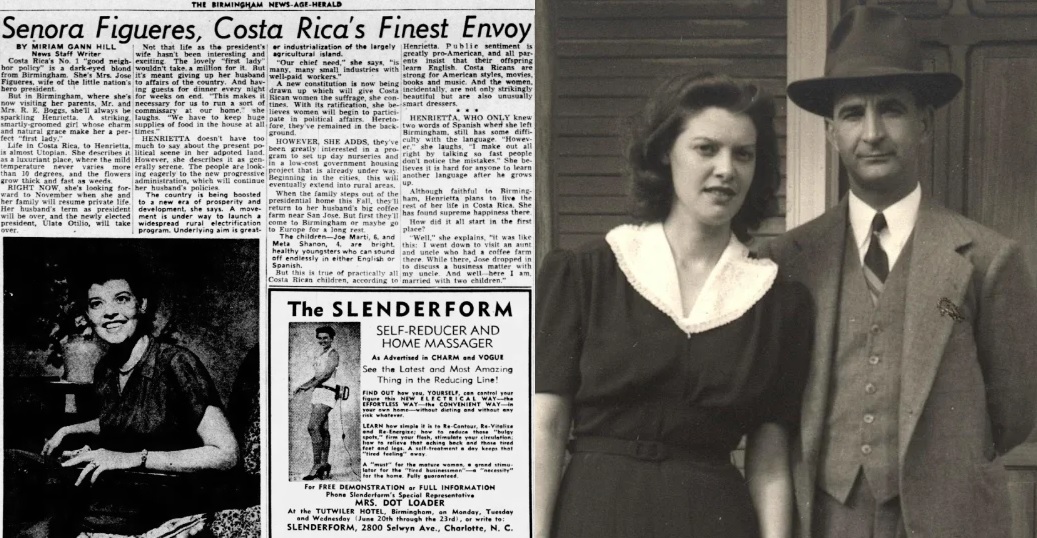 THE BIRMINGHAM NEWS-AGE-HERALD
Senora Figueres, Costa Rica's Finest Envoy
BY MIRIAM GANN HILL
News Staff Writer
Costa Rica's No. 1 "good neigh-
bor policy" is a dark-eyed blond
from Birmingham. She's Mrs. Jose
Figueres, wife of the little nation's
hero president.
But in Birmingham, where she's
now visiting her parents, Mr. and
Mrs. R. E. Boggs, she'll always be
sparkling Henrietta. A striking,
smartly-groomed girl whose charm
and natural grace make her a per-
fect "first lady."
Life in Costa Rica, to Henrietta,
is almost Utopian. She describes it
as a luxuriant place, where the mild
temperature never varies more
than 10 degrees, and the flowers
grow thick and fast as weeds.
RIGHT NOW, she's looking for-
ward to November when she and
her family will resume private life.
Her husband's term as president
will be over, and the newly elected
president, Ulate Otilio, will take
over.
Not that life as the president's
wife hasn't been interesting and
exciting. The lovely "first lady"
wouldn't take a million for it. But
it's meant giving up her husband
to affairs of the country. And hav-
ing guests for dinner every night
for weeks on end. "This makes it
necessary for us to run a sort of
commissary at our home," she
laughs. "We have to keep huge
supplies of food in the house at all
times."
HENRIETTA doesn't have too
much to say about the present po-
litical scene in her adopted land.
However, she describes it as gen-
erally serene. The people are look-
ing eagerly to the new progressive
administration, which will continue
her husband's policies.
The country is being boosted
to a new era of prosperity and
development, she says. A move-
ment is under way to launch a
widespread rural electrification
program. Underlying aim is great-
er industrialization of the largely
agricultural island.
"Our chief need," she says, "is
many, many small industries with
well-paid workers."
A new constitution is now being
drawn up which will give Costa
Rican women the suffrage, she con-
tinues. With its ratification, she be-
lieves women will begin to partici-
pate in political affairs. Hereto-
fore, they've remained in the back-
ground.
HOWEVER, SHE ADDS, they've
been greatly interested in a pro-
gram to set up day nurseries and
in a low-cost government housing
project that is already under way.
Beginning in the cities, this will
eventually extend into rural areas.
When the family steps out of the
presidential home this Fall, they'll
return to her husband's big coffee
farm near San Jose. But first they'll
come to Birmingham or maybe go
to Europe for a long rest.
The children—Joe Marti, 6, and
Meta Shanon, 4, are bright,
healthy youngsters who can sound
off endlessly in either English or
Spanish.
But this is true of practically all
Costa Rican children, according to
Henrietta. Public sentiment is
greatly pro-American, and all par-
ents insist that their offspring
learn English. Costa Ricans are
strong for American styles, movies,
books and music. And the women,
incidentally, are not only strikingly
beautiful but are also unusually
smart dressers.
* * *
HENRIETTA, WHO ONLY knew
two words of Spanish when she left
Birmingham, still has some diffi-
culty with the language. "Howev-
er," she laughs, "I make out all
right by talking so fast people
don't notice the mistakes." She be-
lieves it is hard for anyone to learn
another language after he grows
up.
Although faithful to Birming-
ham, Henrietta plans to live the
rest of her life in Costa Rica. She
has found supreme happiness there.
How did it all start in the first
place?
"Well," she explains, "it was like
this: I went down to visit an aunt
and uncle who had a coffee farm
there. While there, Jose dropped in
to discuss a business matter with
my uncle. And well—here I am,
married with two children."
The SLENDERFORM
SELF-REDUCER AND
HOME MASSAGER
As Advertised in CHARM and VOGUE
See the Latest and Most Amazing
Thing in the Reducing Line!
FIND OUT how you, YOURSELF, can control your
figure this NEW ELECTRICAL WAY—the
EFFORTLESS WAY—the CONVENIENT WAY—in
your own home—without dieting and without any
risk whatever.
LEARN how simple it is to Re-Contour, Re-Vitalise
and Re-Energize; how to reduce those "bulgy
spots," firm your flesh, stimulate your circulation;
how to relieve that aching back and those tired
feet and legs. A self-treatment a day keeps that
"tired feeling" away.
A "must" for the mature woman, a grand stimu-
lator for the "tired businessman"—a "necessity"
for the home. Fully guaranteed.
For FREE DEMONSTRATION or FULL INFORMATION
Phone Slenderform's Special Representative
MRS. DOT LOADER
At the TUTWILER HOTEL, Birmingham, on Monday, Tuesday
and Wednesday (June 20th through the 23rd), or write to:
SLENDERFORM, 2800 Selwyn Ave., Charlotte, N. C.